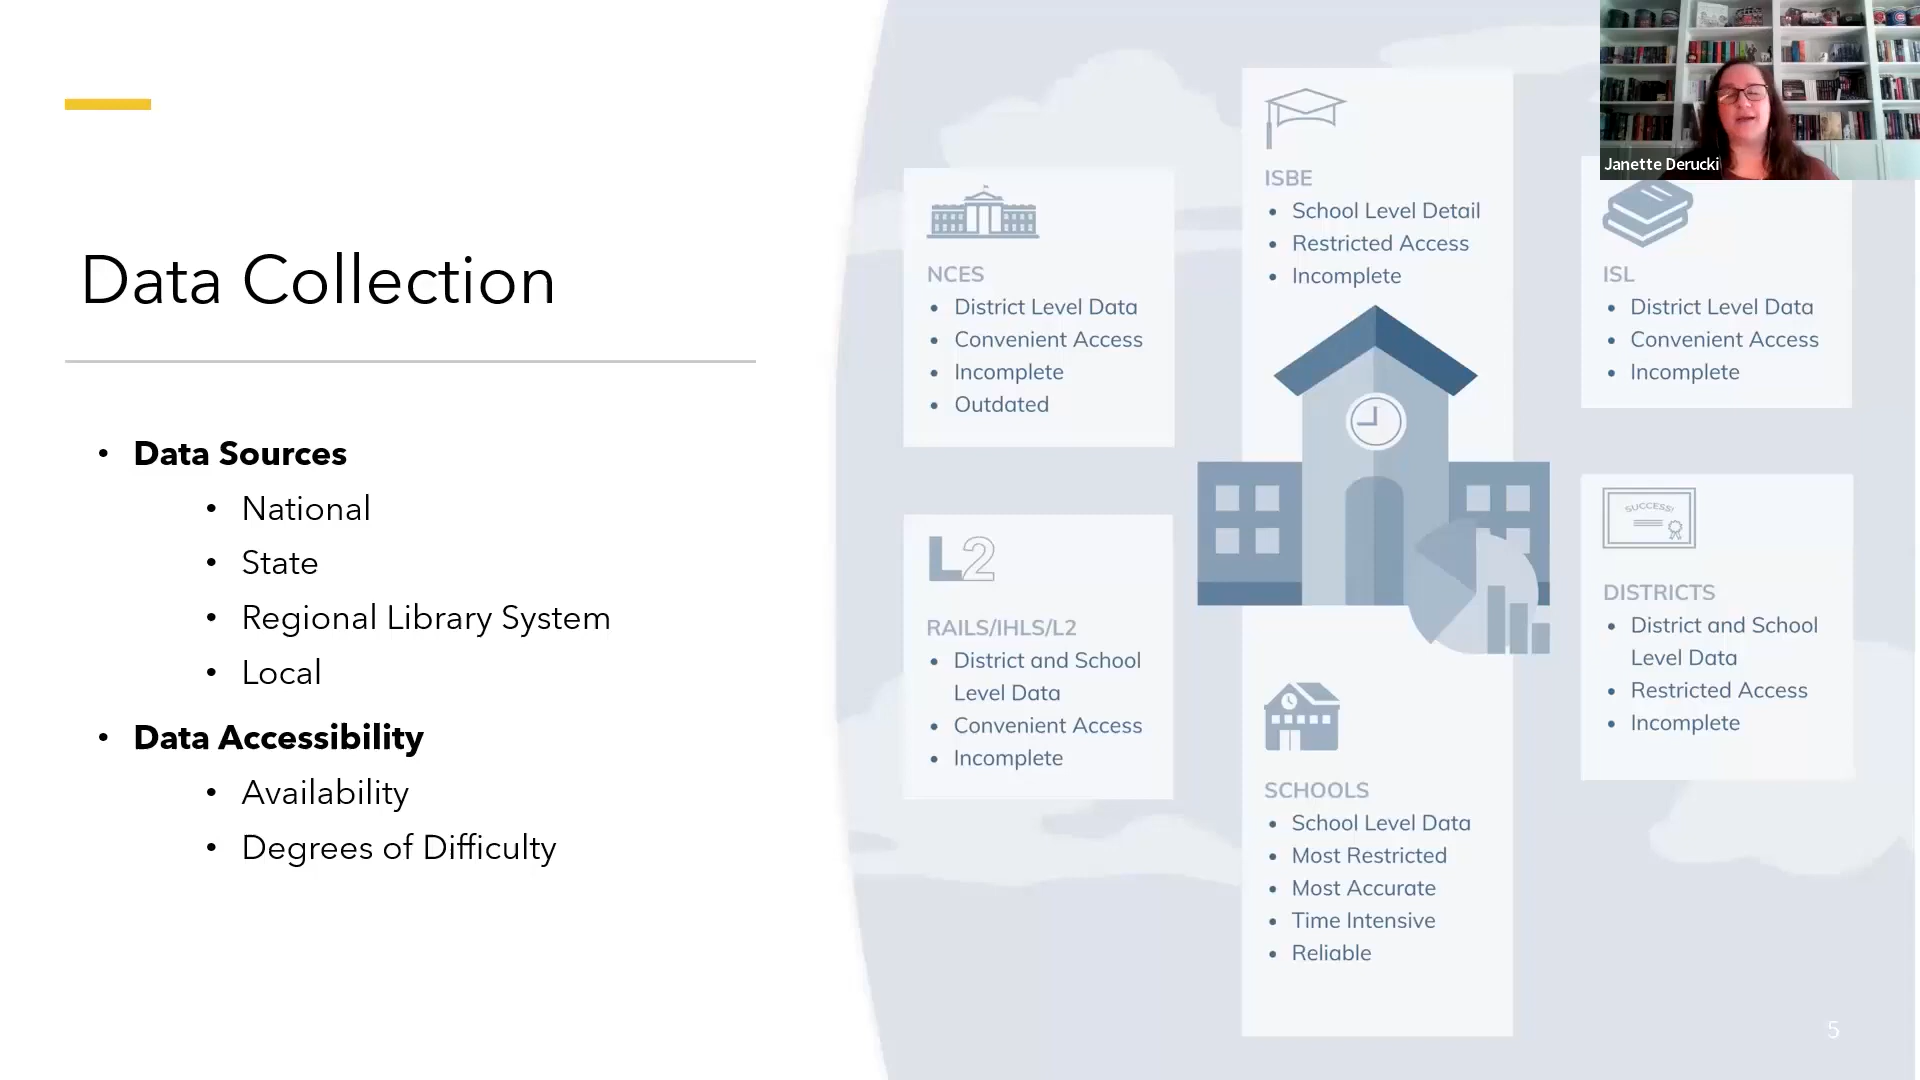 Data Collection
Data Sources
National
State
Regional Library System
Local
Data Accessibility
Availability
Degrees of Difficulty
NCES
District Level Data
Convenient Access
Incomplete
Outdated
L2
RAILS/IHLS/L2
District and School
Level Data
Convenient Access
Incomplete
ISBE
School Level Detail
Restricted Access
Incomplete
SCHOOLS
School Level Data
Most Restricted
Most Accurate
Time Intensive
Reliable
Janette Derucki
ISL
District Level Data
Convenient Access
Incomplete
SUCCESS!
DISTRICTS
District and School
Level Data
Restricted Access
Incomplete
5